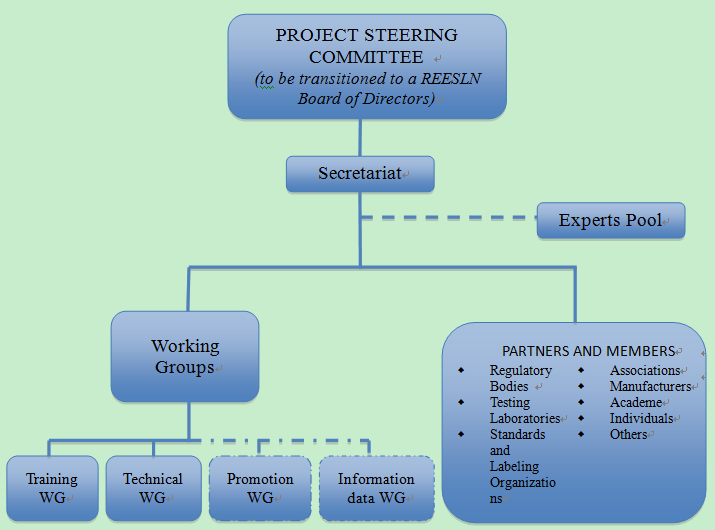 PROJECT STEERING
COMMITTEE
(to be transitioned to a REESLN
Board of Directors)
Secretariat
Experts Pool
Working
Groups
PARTNERS AND MEMBERS
◆ Regulatory
Bodies
◆ Testing
Laboratories
◆ Standards
and
Labeling
Organizatio
ns
◆ Associations
◆ Manufacturers
◆ Academe
◆ Individuals
◆ Others
Training
WG
Technical
WG
Promotion
WG
Information
data WG